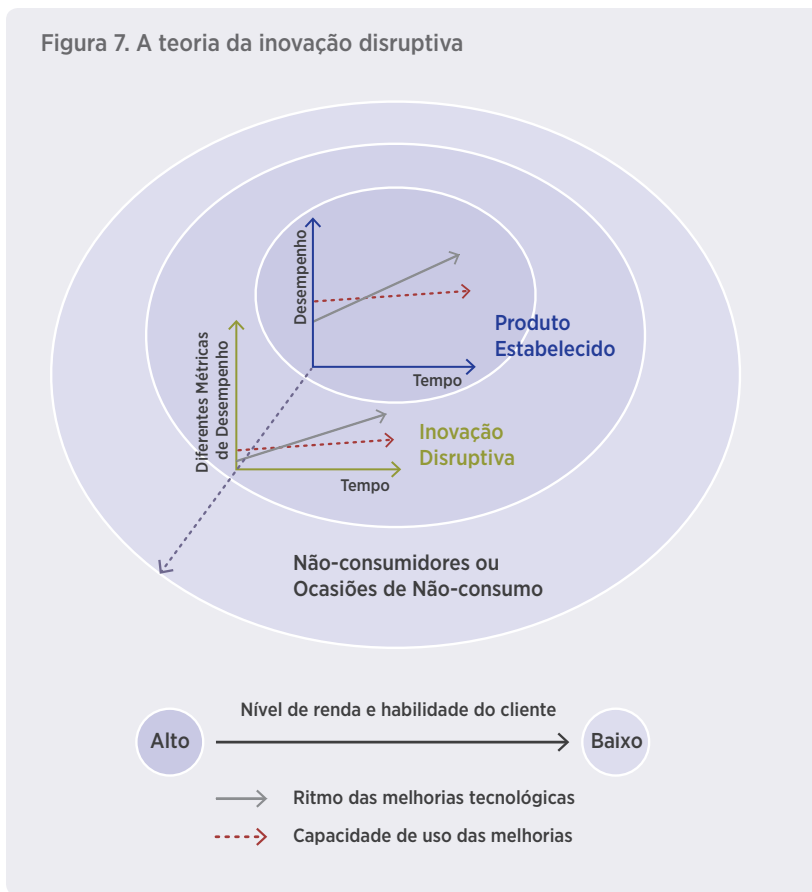 Figura 7. A teoria da inovação disruptiva
Desempenho
Tempo
Produto
Estabelecido
Diferentes Métricas
de Desempenho
Tempo
Inovação
Disruptiva
Não-consumidores ou
Ocasiões de Não-consumo
Nível de renda e habilidade do cliente
Alto
Baixo
Ritmo das melhorias tecnológicas
Capacidade de uso das melhorias